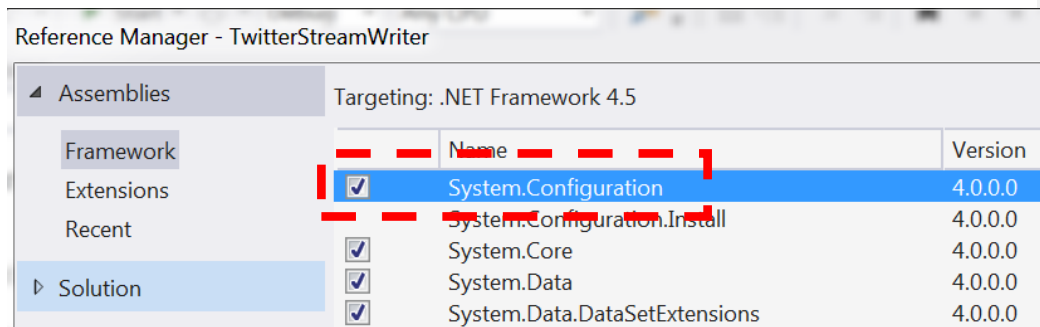 Reference Manager - TwitterStreamWriter
Assemblies
Framework
Extensions
Recent
Solution
Targeting: .NET Framework 4.5
Name Version
System.Configuration 4.0.0.0
System.Configuration.Install 4.0.0.0
System.Core 4.0.0.0
System.Data 4.0.0.0
System.Data.DataSetExtensions 4.0.0.0